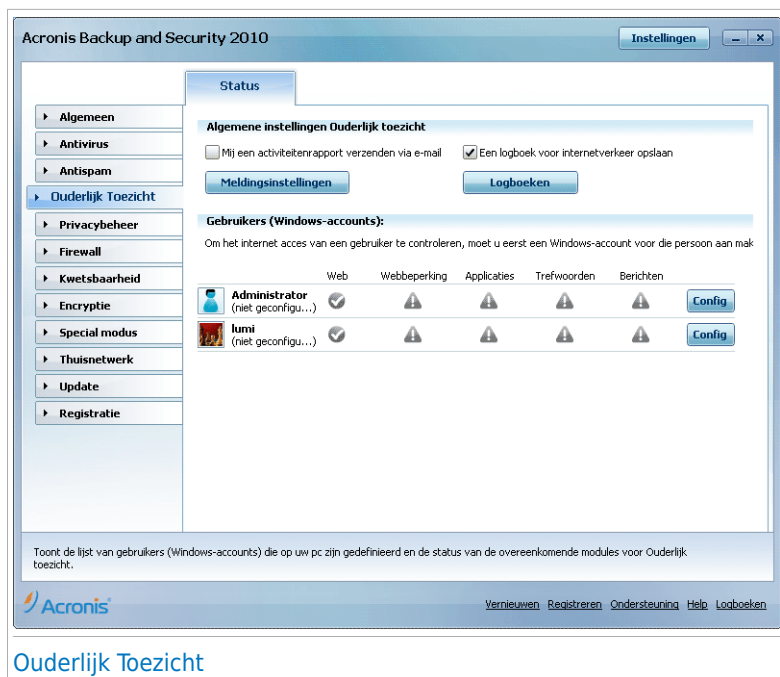 Acronis Backup and Security 2010
Instellingen
Status
Algemeen
Antivirus
Antispam
Ouderlijk Toezicht
Privacybeheer
Firewall
Kwetsbaarheid
Encryptie
Special modus
Thuisnetwerk
Update
Registratie
Algemene instellingen Ouderlijk toezicht
Mij een activiteitenrapport verzenden via e-mail
Een logboek voor internetverkeer opslaan
Meldingsinstellingen
Logboeken
Gebruikers (Windows-accounts):
Om het internet acces van een gebruiker te controleren, moet u eerst een Windows-account voor die persoon aan mak
Web Webbeperking Applicaties Trefwoorden Berichten
Administrator
(niet geconfigu...)
Config
lumi
(niet geconfigu...)
Config
Toont de lijst van gebruikers (Windows-accounts) die op uw pc zijn gedefinieerd en de status van de overeenkomende modules voor Ouderlijk
toezicht.
Acronis
Vernieuwen Registreren Ondersteuning Help Logboeken
Ouderlijk Toezicht